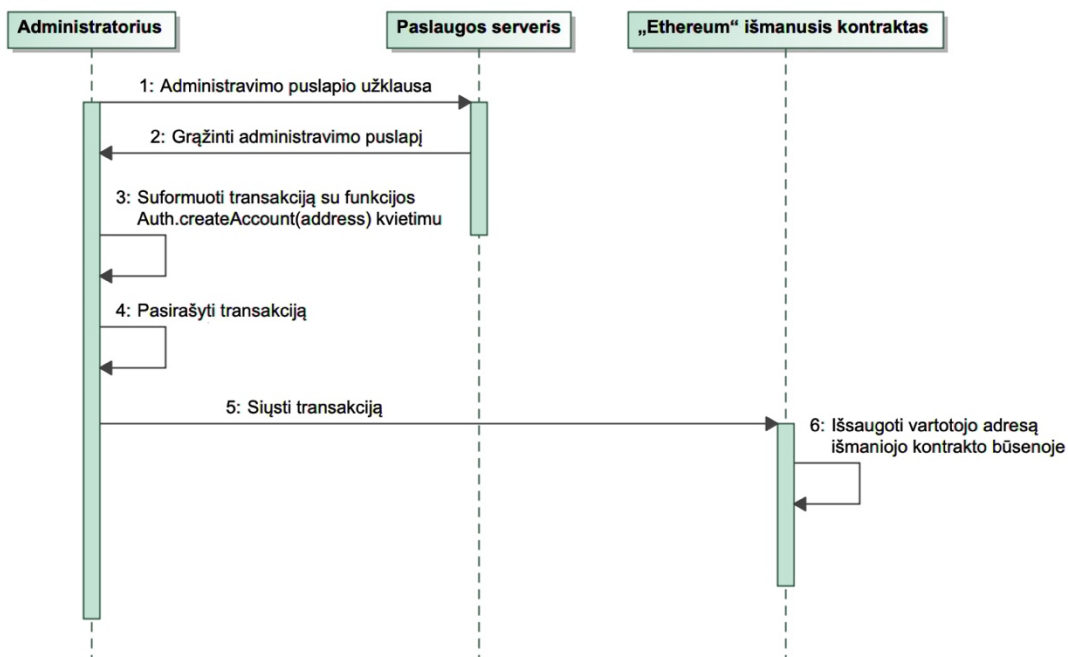 Administratorius
Paslaugos serveris
„Ethereum“ išmanusis kontraktas
1: Administravimo puslapio užklausa
2: Grąžinti administravimo puslapį
3: Suformuoti transakciją su funkcijos
Auth.createAccount(address) kvietimu
4: Pasirašyti transakciją
5: Siųsti transakciją
6: Išsaugoti vartotojo adresą
išmaniojo kontrakto būsenoje